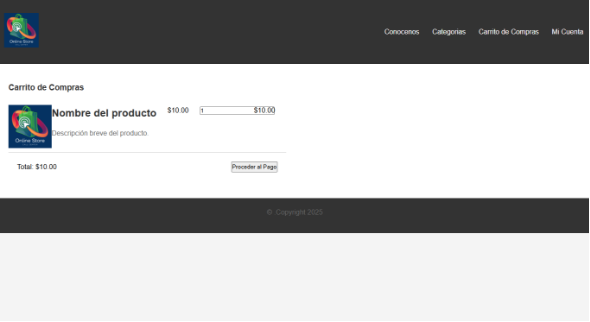 Online Store
Conocenos Categorias Carrito de Compras Mi Cuenta
Carrito de Compras
Online Store
Nombre del producto $10.00 1 $10.00
Descripción breve del producto.
Total: $10.00 Proceder al Pago
© Copyright 2025